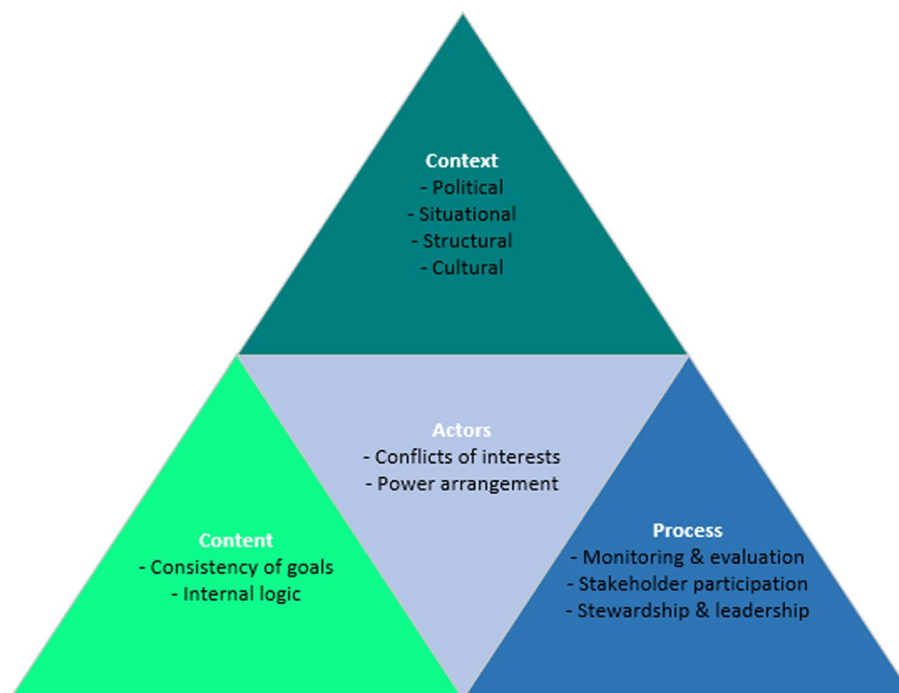 Context
- Political
- Situational
- Structural
- Cultural
Actors
- Conflicts of interests
- Power arrangement
Content
- Consistency of goals
- Internal logic
Process
- Monitoring & evaluation
- Stakeholder participation
- Stewardship & leadership